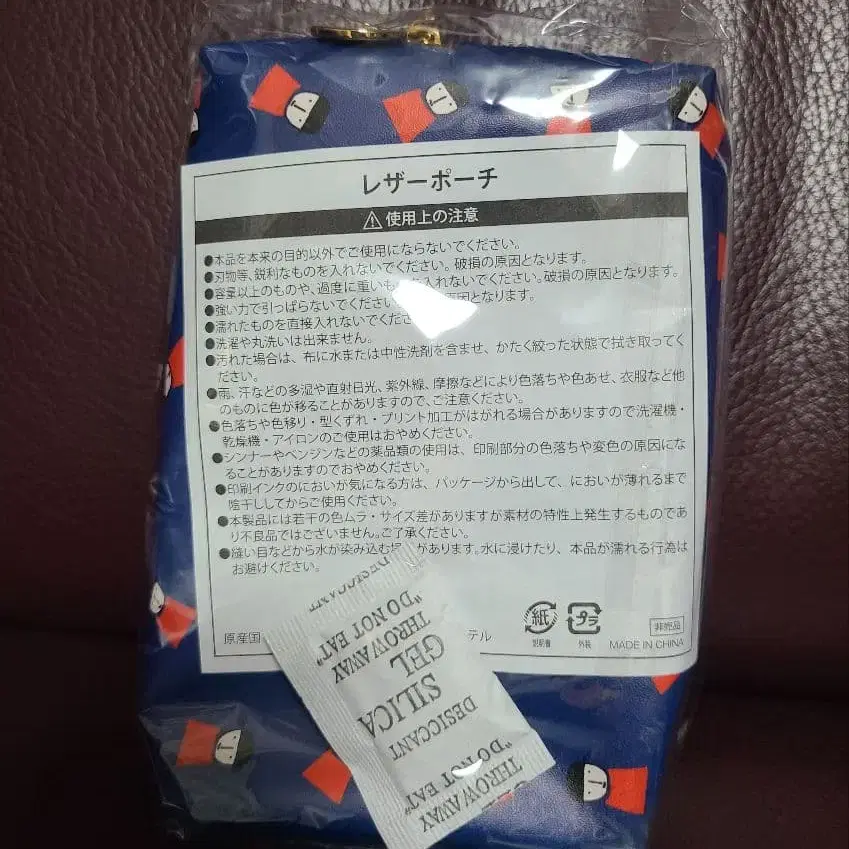 レザーポーチ
⚠使用上の注意
●本品を本来の目的以外でご使用にならないでください。
●刃物等、鋭利なものを入れないでください。破損の原因となります。
●容量以上のものや、過度に重いもの 入れないでください。破損の原因となります。
●強い力で引っぱらないでください 原因となります。
●濡れたものを直接入れないでくだ
●洗濯や丸洗いは出来ません。
●汚れた場合は、布に水または中性洗剤を含ませ、かたく絞った状態で拭き取ってく
ださい。
●雨、汗などの多湿や直射日光、紫外線、摩擦などにより色落ちや色あせ、衣服など他
のものに色が移ることがありますので、ご注意ください。
●色落ちや色移り・型くずれ・プリント加工がはがれる場合がありますので洗濯機・
乾燥機・アイロンのご使用はおやめください。
●シンナーやベンジンなどの薬品類の使用は、印刷部分の色落ちや変色の原因にな
ることがありますのでおやめください。
●印刷インクのにおいが気になる方は、パッケージから出して、においが薄れるまで
陰干ししてからご使用ください。
●本製品には若干の色ムラ・サイズ差がありますが素材の特性上発生するものであ
り不良品ではございません。ご了承ください。
●縫い目などから水が染み込む場 があります。水に浸けたり、本品が濡れる行為は
お避けください。
原産国 テル
紙
説明書
プラ
外装
非売品
MADE IN CHINA
DESICCANT
"DO NOT EAT"
THROW AWAY
GEL
SILICA
DESICCANT
"DO NOT EAT"
THROW AWAY